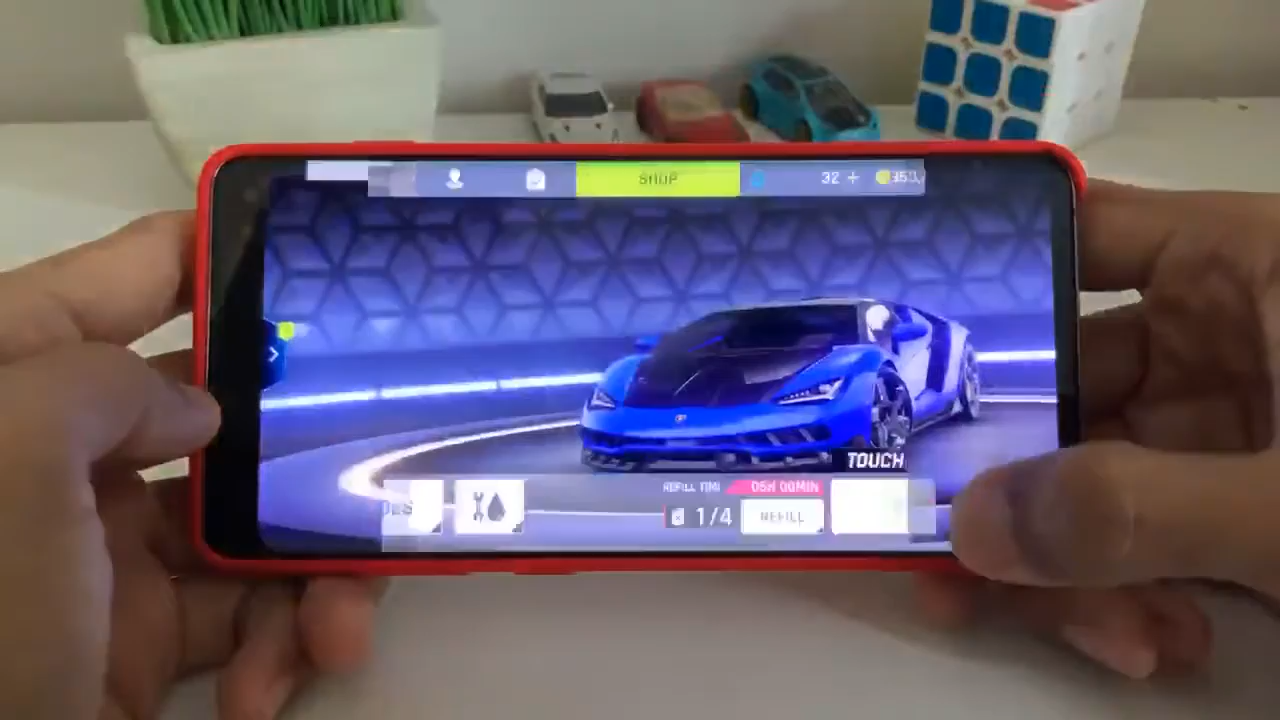 SHOP
32 +
TOUCH
REFILL TIME
05H 00MIN
1/4
REFILL